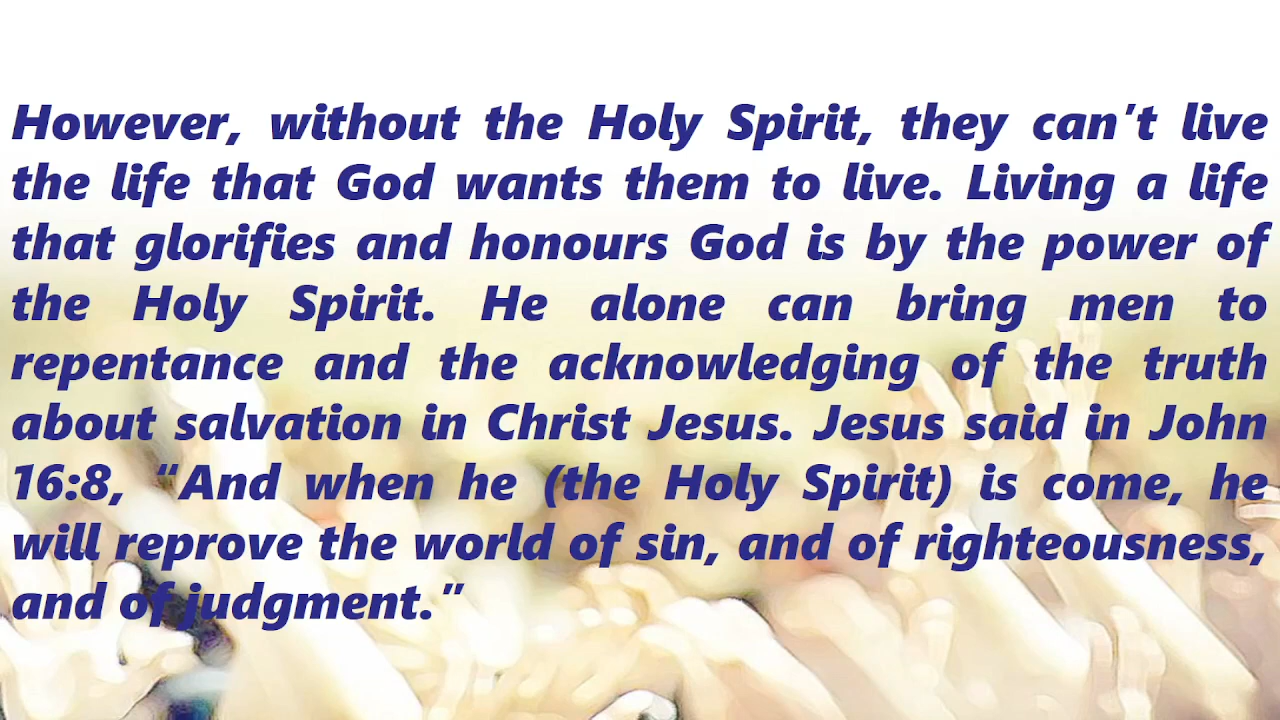 However, without the Holy Spirit, they can't live
the life that God wants them to live. Living a life
that glorifies and honours God is by the power of
the Holy Spirit. He alone can bring men to
repentance and the acknowledging of the truth
about salvation in Christ Jesus. Jesus said in John
16:8, “And when he (the Holy Spirit) is come, he
will reprove the world of sin, and of righteousness,
and of judgment.”